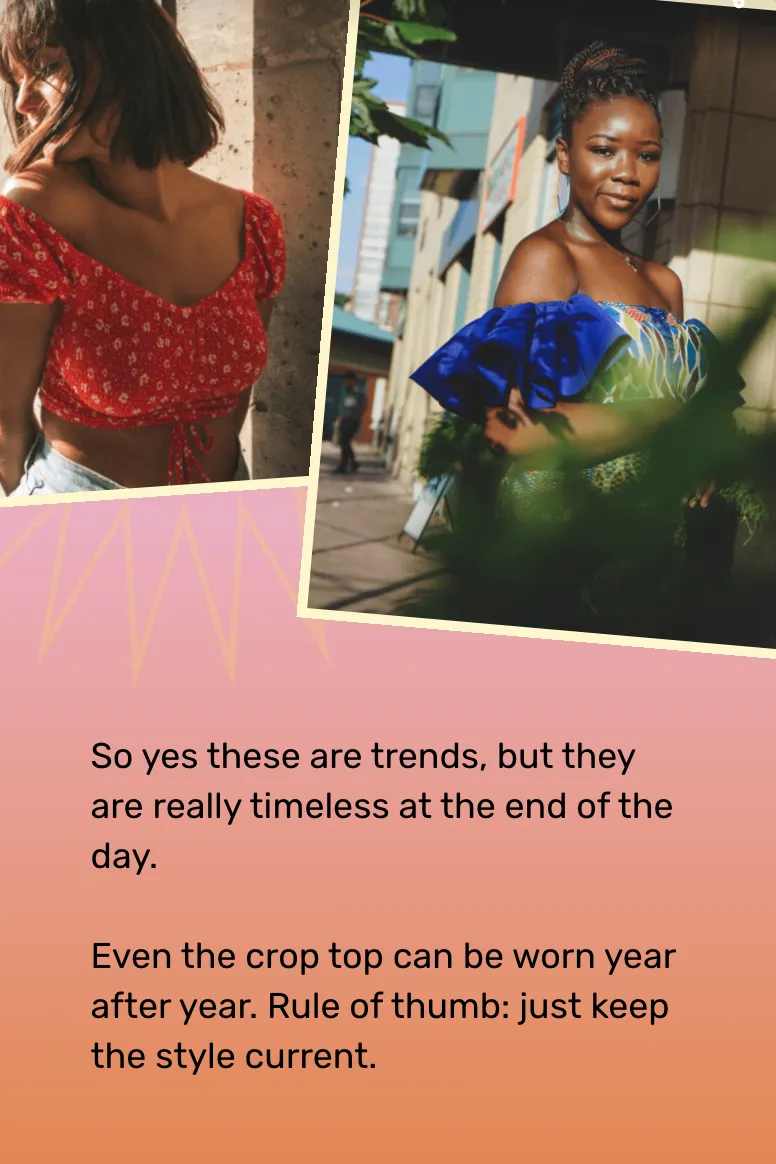 So yes these are trends, but they
are really timeless at the end of the
day.
Even the crop top can be worn year
after year. Rule of thumb: just keep
the style current.